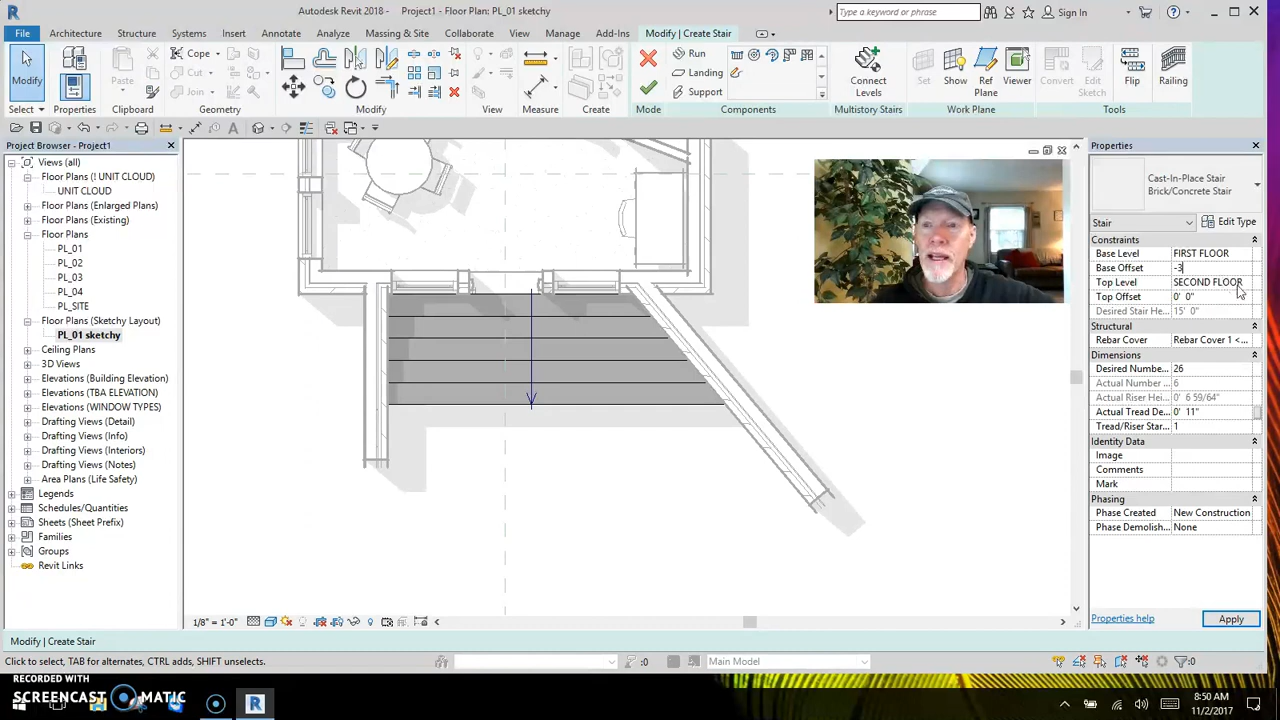 Autodesk Revit 2018 - Project1 - Floor Plan: PL_01 sketchy
Type a keyword or phrase
Sign In
File Architecture Structure Systems Insert Annotate Analyze Massing & Site Collaborate View Manage Add-Ins Modify | Create Stair
Modify
Select
Properties
Paste
Clipboard
Cope
Cut
Join
Geometry
Modify
View
Measure
Create
Mode
Run
Landing
Support
Components
Connect Levels
Multistory Stairs
Set
Show
Ref Plane
Viewer
Work Plane
Convert
Edit Sketch
Flip
Railing
Tools
Project Browser - Project1
Views (all)
Floor Plans (! UNIT CLOUD)
UNIT CLOUD
Floor Plans (Enlarged Plans)
Floor Plans (Existing)
Floor Plans
PL_01
PL_02
PL_03
PL_04
PL_SITE
Floor Plans (Sketchy Layout)
PL_01 sketchy
Ceiling Plans
3D Views
Elevations (Building Elevation)
Elevations (TBA ELEVATION)
Elevations (WINDOW TYPES)
Drafting Views (Detail)
Drafting Views (Info)
Drafting Views (Interiors)
Drafting Views (Notes)
Area Plans (Life Safety)
Legends
Schedules/Quantities
Sheets (Sheet Prefix)
Families
Groups
Revit Links
Properties
Cast-In-Place Stair
Brick/Concrete Stair
Stair
Edit Type
Constraints
Base Level FIRST FLOOR
Base Offset -3
Top Level SECOND FLOOR
Top Offset 0' 0"
Desired Stair He... 15' 0"
Structural
Rebar Cover Rebar Cover 1 <...
Dimensions
Desired Numbe... 26
Actual Number ... 6
Actual Riser Hei... 0' 6 59/64"
Actual Tread De... 0' 11"
Tread/Riser Star... 1
Identity Data
Image
Comments
Mark
Phasing
Phase Created New Construction
Phase Demolish... None
Properties help
Apply
1/8" = 1'-0"
Modify | Create Stair
Click to select, TAB for alternates, CTRL adds, SHIFT unselects.
:0
Main Model
:0
RECORDED WITH
SCREENCAST MATIC
8:50 AM
11/2/2017